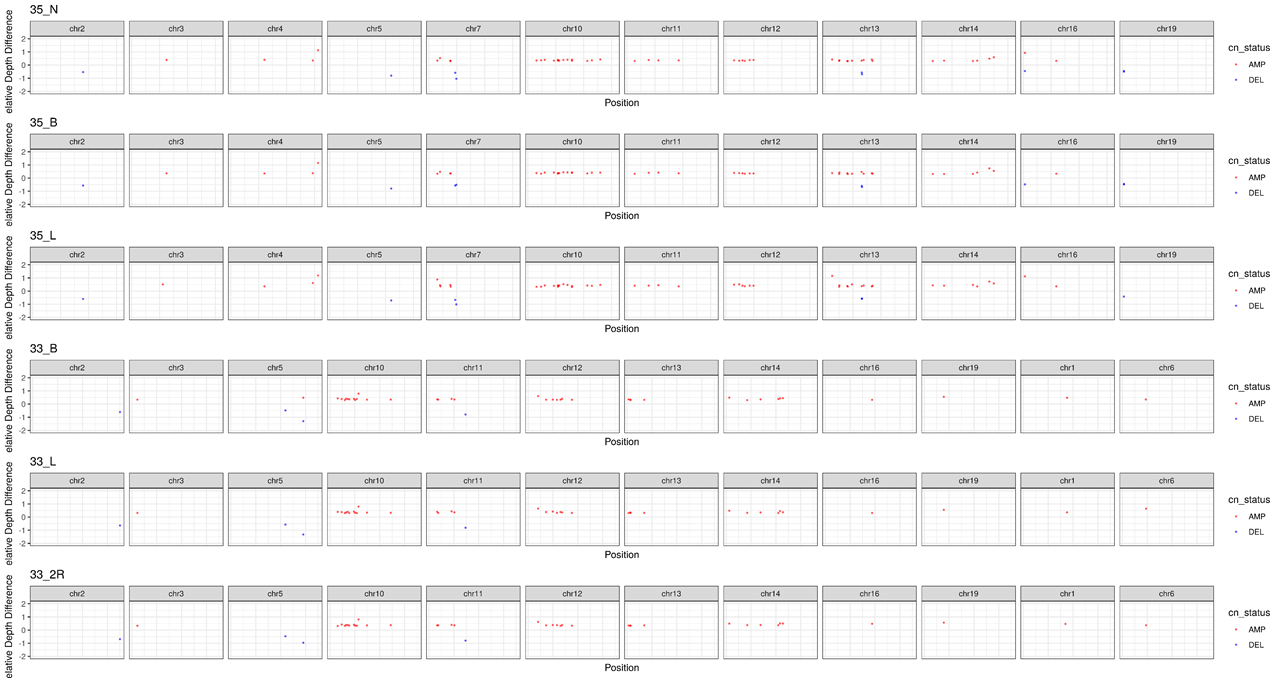 35_N
chr2 chr3 chr4 chr5 chr7 chr10 chr11 chr12 chr13 chr14 chr16 chr19
elative Depth Difference
2
1
0
-1
-2
Position
cn_status
AMP
DEL
35_B
chr2 chr3 chr4 chr5 chr7 chr10 chr11 chr12 chr13 chr14 chr16 chr19
elative Depth Difference
2
1
0
-1
-2
Position
cn_status
AMP
DEL
35_L
chr2 chr3 chr4 chr5 chr7 chr10 chr11 chr12 chr13 chr14 chr16 chr19
elative Depth Difference
2
1
0
-1
-2
Position
cn_status
AMP
DEL
33_B
chr2 chr3 chr5 chr10 chr11 chr12 chr13 chr14 chr16 chr19 chr1 chr6
elative Depth Difference
2
1
0
-1
-2
Position
cn_status
AMP
DEL
33_L
chr2 chr3 chr5 chr10 chr11 chr12 chr13 chr14 chr16 chr19 chr1 chr6
elative Depth Difference
2
1
0
-1
-2
Position
cn_status
AMP
DEL
33_2R
chr2 chr3 chr5 chr10 chr11 chr12 chr13 chr14 chr16 chr19 chr1 chr6
elative Depth Difference
2
1
0
-1
-2
Position
cn_status
AMP
DEL